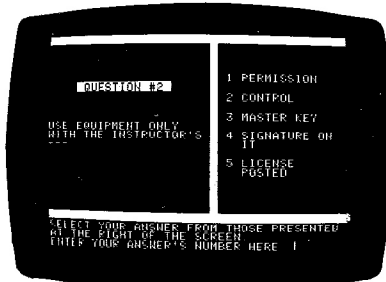 QUESTION #2
USE EQUIPMENT ONLY
WITH THE INSTRUCTOR'S
---
1 PERMISSION
2 CONTROL
3 MASTER KEY
4 SIGNATURE ON
IT
5 LICENSE
POSTED
SELECT YOUR ANSWER FROM THOSE PRESENTED
AT THE RIGHT OF THE SCREEN.
ENTER YOUR ANSWER'S NUMBER HERE